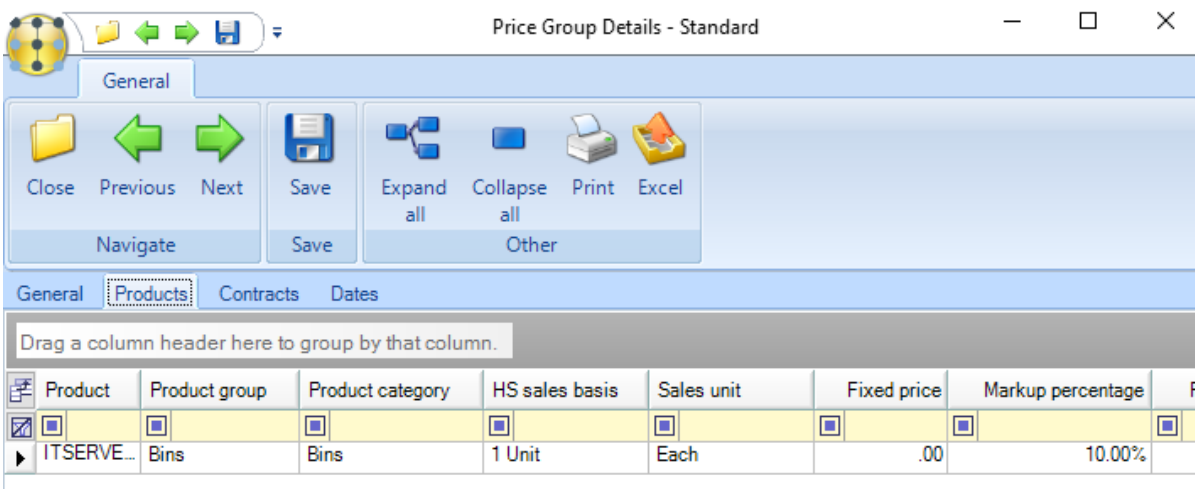 Price Group Details - Standard
General
Close Previous Next Save Expand all Collapse all Print Excel
Navigate Save Other
General Products Contracts Dates
Drag a column header here to group by that column.
Product Product group Product category HS sales basis Sales unit Fixed price Markup percentage
ITSERVE... Bins Bins 1 Unit Each .00 10.00%